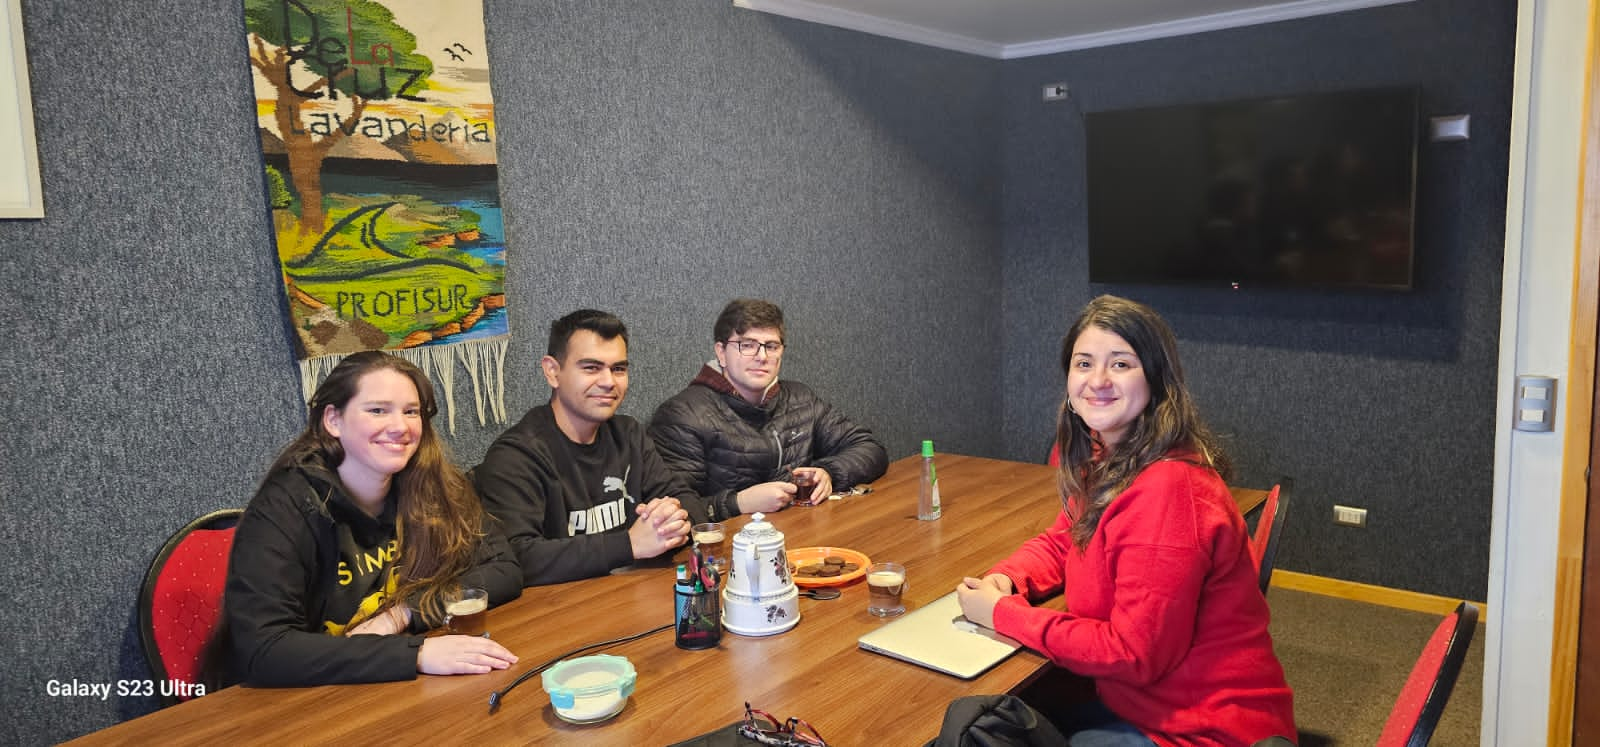 De La
Cruz
Lavanderia
PROFISUR
PUMA
Galaxy S23 Ultra